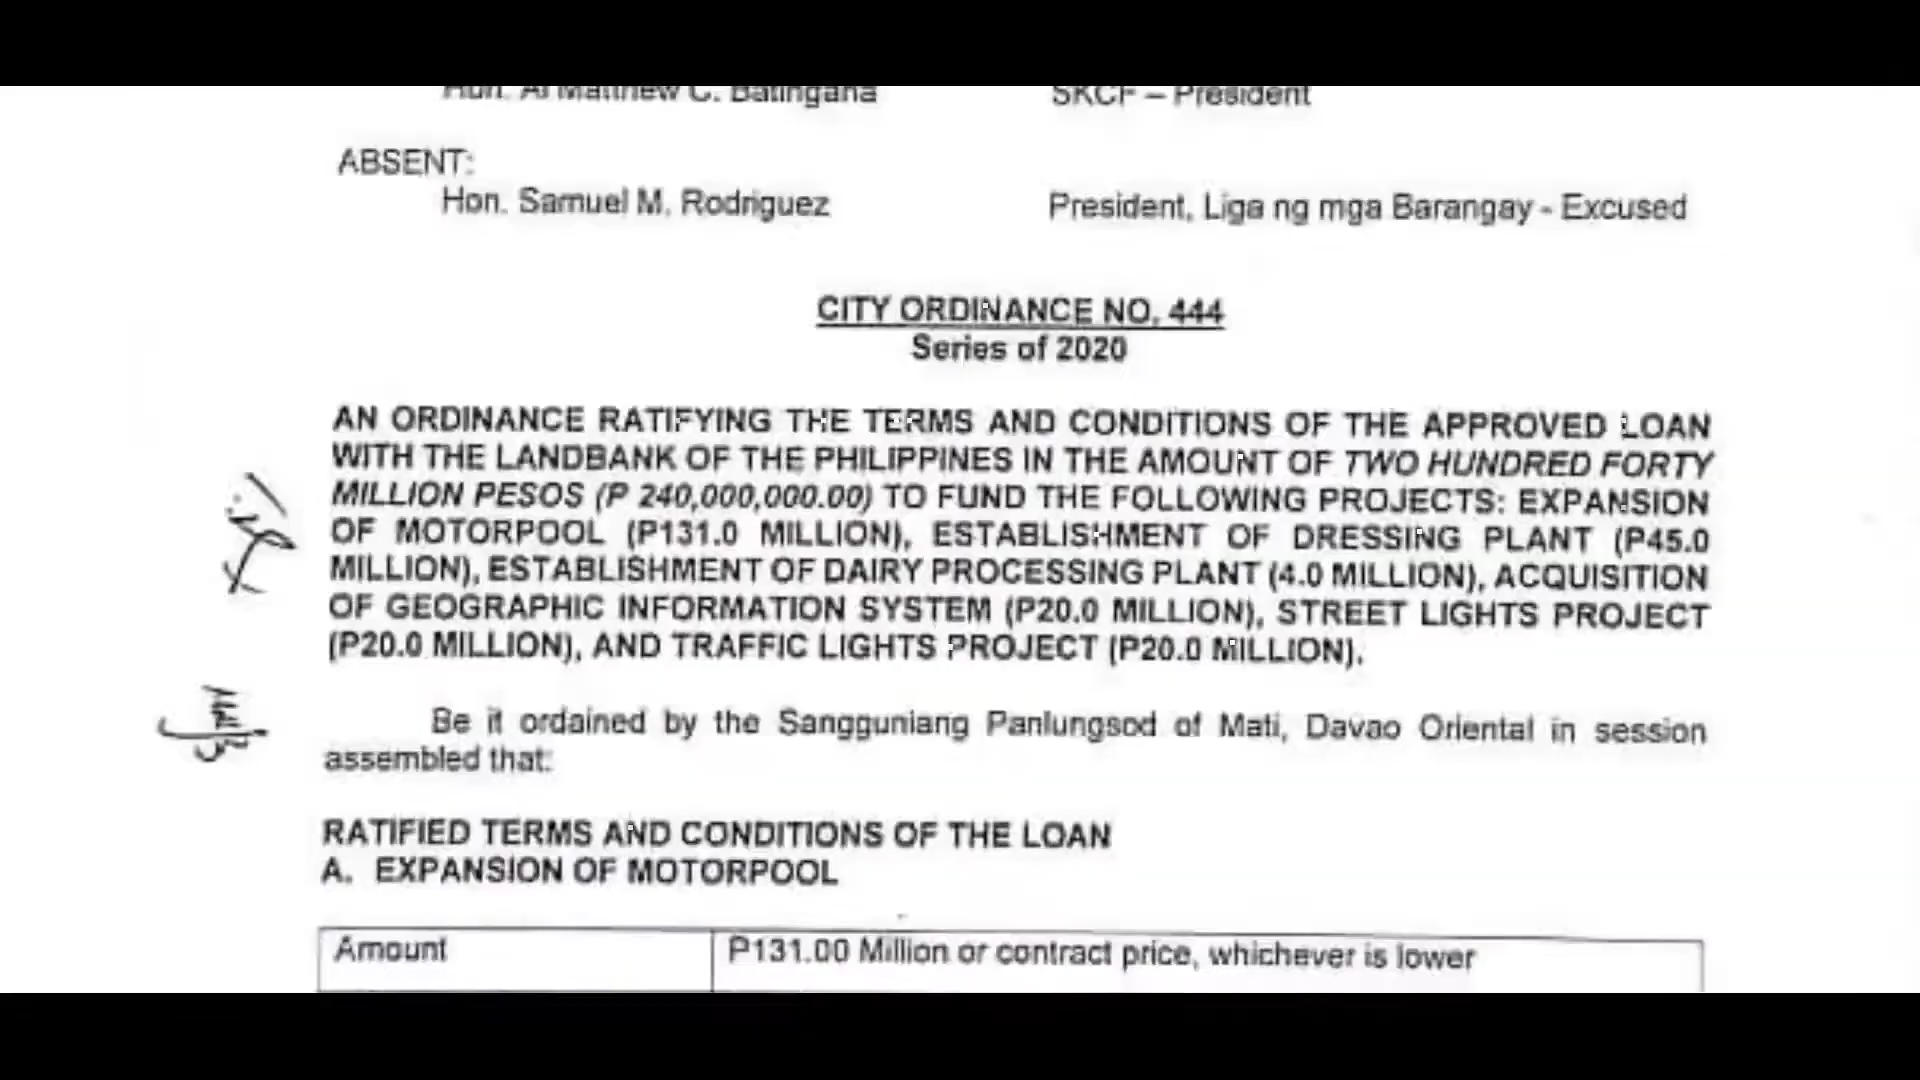 Hon. Al Matthew C. Batingana SKCF – President
ABSENT:
Hon. Samuel M. Rodriguez President, Liga ng mga Barangay - Excused
CITY ORDINANCE NO. 444
Series of 2020
AN ORDINANCE RATIFYING THE TERMS AND CONDITIONS OF THE APPROVED LOAN
WITH THE LANDBANK OF THE PHILIPPINES IN THE AMOUNT OF TWO HUNDRED FORTY
MILLION PESOS (P 240,000,000.00) TO FUND THE FOLLOWING PROJECTS: EXPANSION
OF MOTORPOOL (P131.0 MILLION), ESTABLISHMENT OF DRESSING PLANT (P45.0
MILLION), ESTABLISHMENT OF DAIRY PROCESSING PLANT (4.0 MILLION), ACQUISITION
OF GEOGRAPHIC INFORMATION SYSTEM (P20.0 MILLION), STREET LIGHTS PROJECT
(P20.0 MILLION), AND TRAFFIC LIGHTS PROJECT (P20.0 MILLION).
Be it ordained by the Sangguniang Panlungsod of Mati, Davao Oriental in session
assembled that:
RATIFIED TERMS AND CONDITIONS OF THE LOAN
A. EXPANSION OF MOTORPOOL
Amount P131.00 Million or contract price, whichever is lower